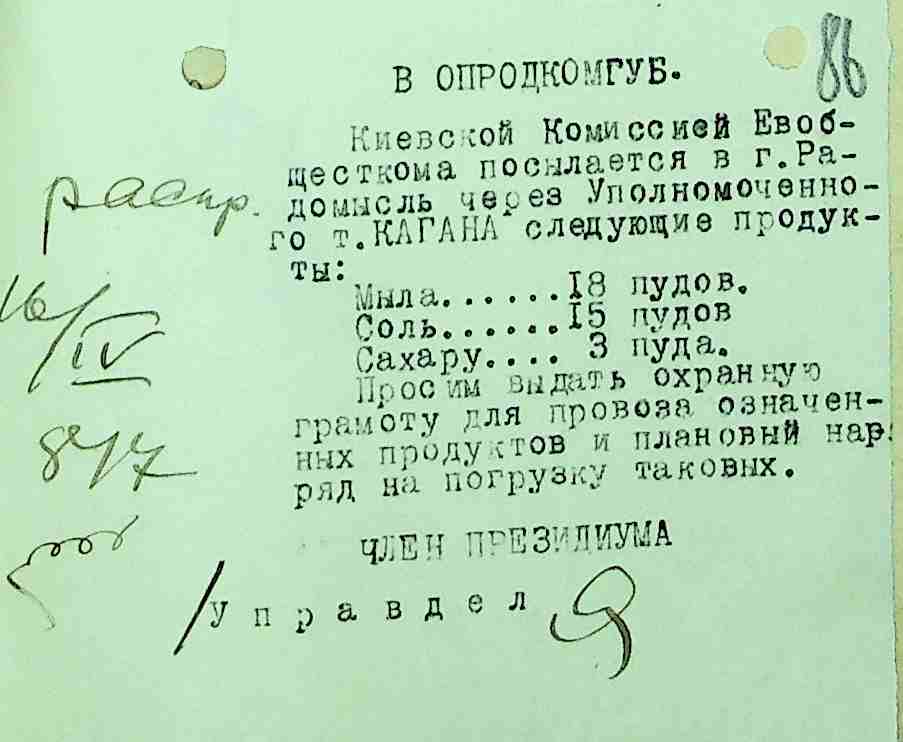 86
В ОПРОДКОМГУБ.
Киевской Комиссией Евоб-
щесткома посылается в г.Ра-
домысль через Уполномоченно-
го т.КАГАНА следующие продук-
ты:
Мыла......18 пудов.
Соль......15 пудов
Сахару.... 3 пуда.
Просим выдать охранную
грамоту для провоза означен-
ных продуктов и плановый нар-
ряд на погрузку таковых.
ЧЛЕН ПРЕЗИДИУМА
/Управдел
распр.
16/IV